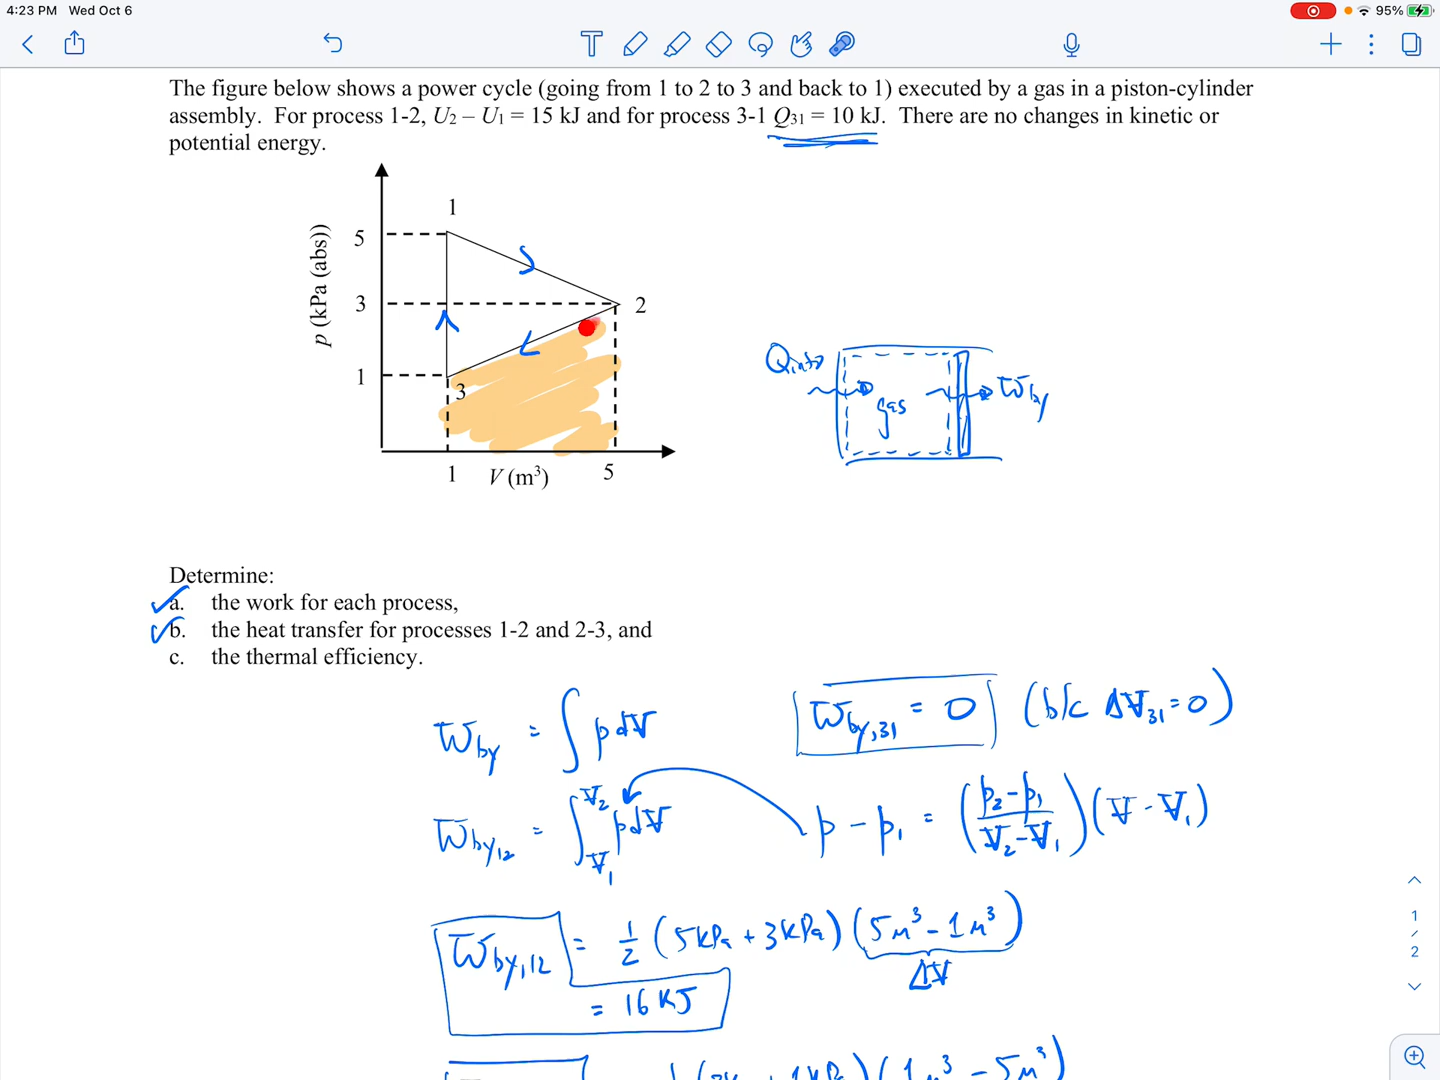 4:23 PM Wed Oct 6
95%
The figure below shows a power cycle (going from 1 to 2 to 3 and back to 1) executed by a gas in a piston-cylinder
assembly. For process 1-2, U2 – U1 = 15 kJ and for process 3-1 Q31 = 10 kJ. There are no changes in kinetic or
potential energy.
p (kPa (abs))
1
5
3
2
1
3
1 V (m³) 5
Qinto
gas
Wby
Determine:
a. the work for each process,
b. the heat transfer for processes 1-2 and 2-3, and
c. the thermal efficiency.
Wby = ∫ p dV
Wby,31 = 0 (b/c ΔV31 = 0)
Wby,12 = ∫V1V2 p dV
p - p1 = (p2 - p1 / V2 - V1)(V - V1)
Wby,12 = 1/2 (5kPa + 3kPa)(5m³ - 1m³)
ΔV
= 16 kJ
(1m³ - 5m³)
1
/
2